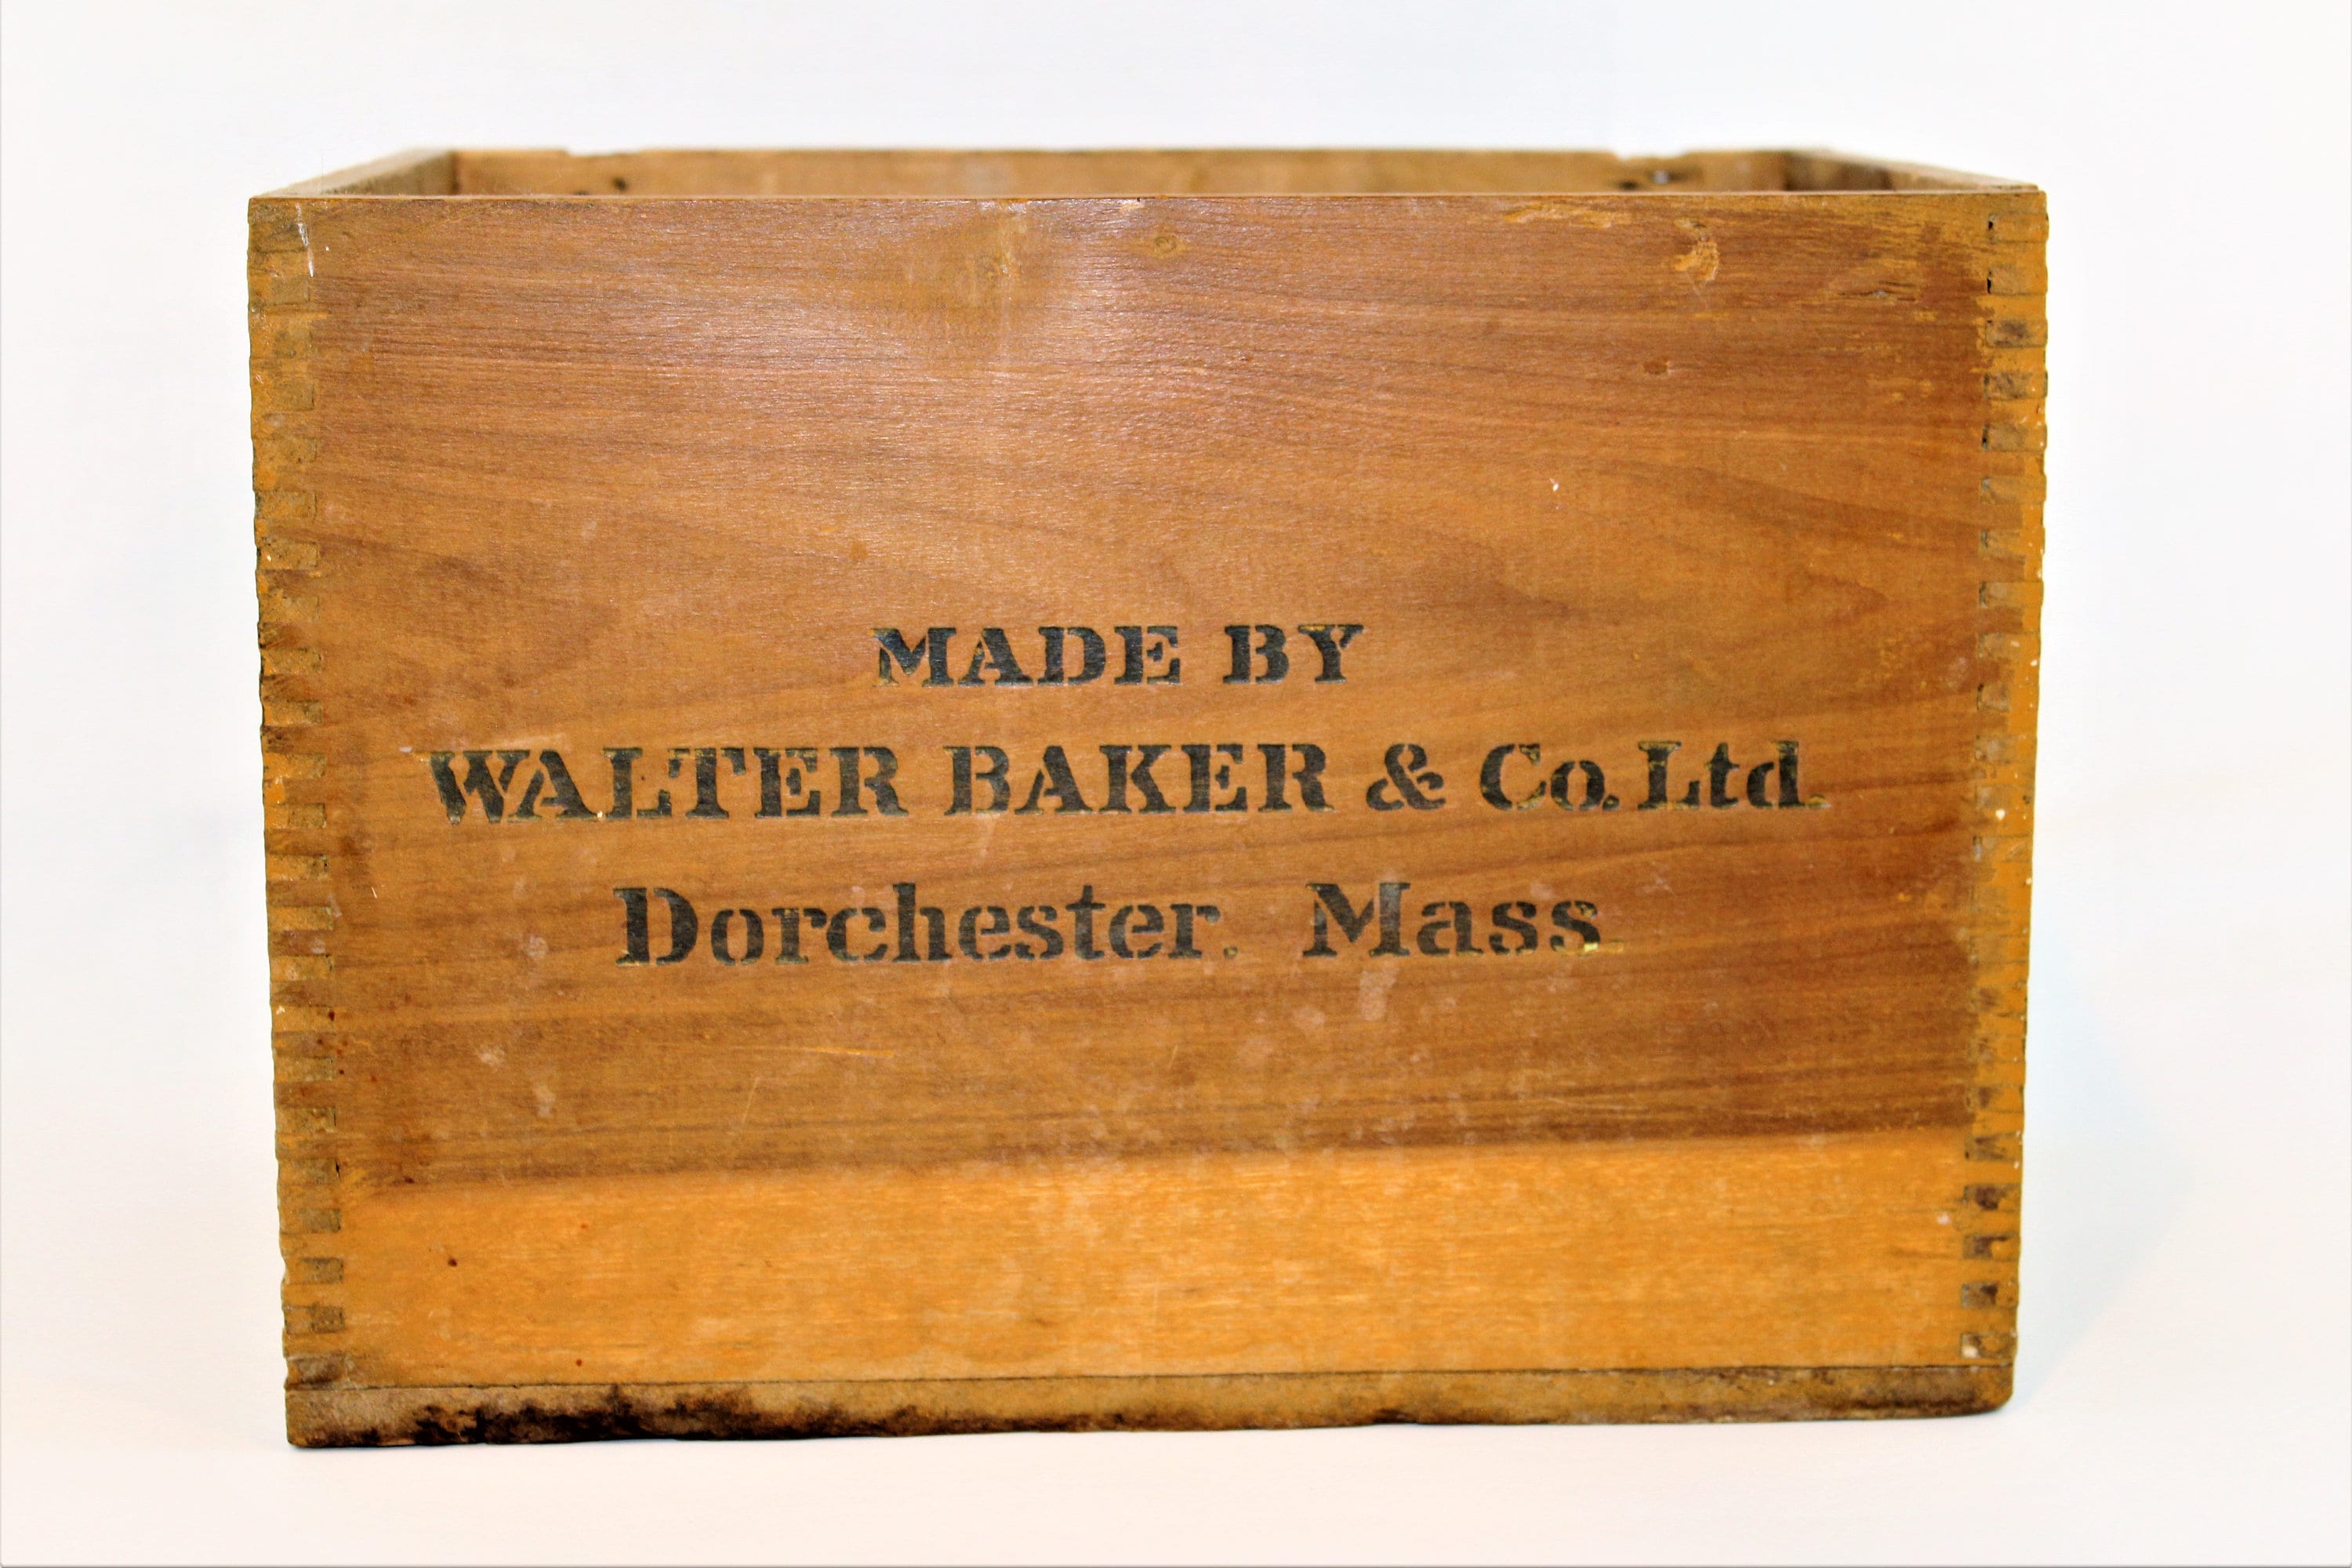 MADE BY
WALTER BAKER & Co. Ltd.
Dorchester. Mass.